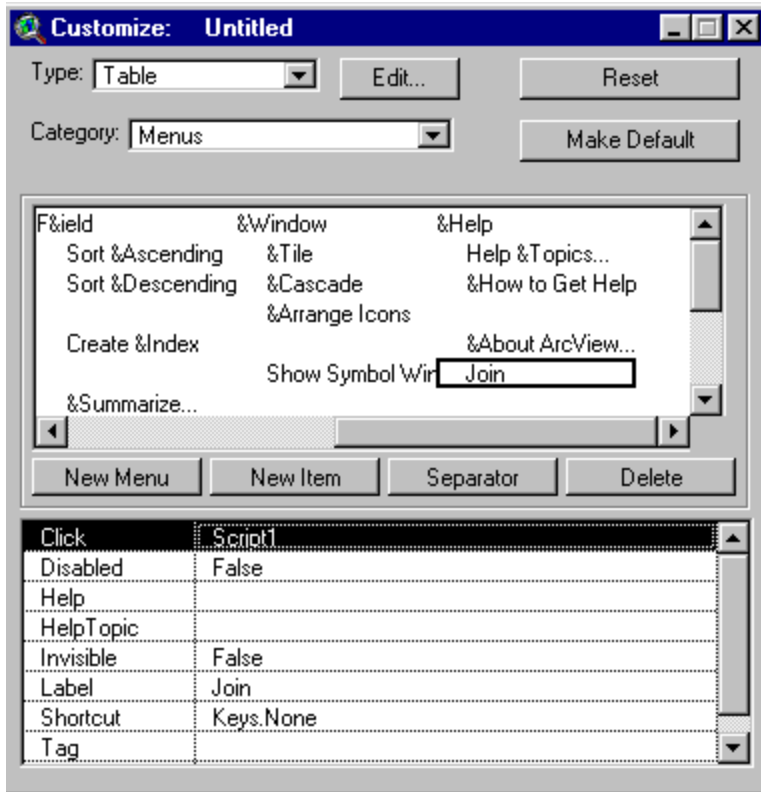 Customize: Untitled
Type: Table Edit... Reset
Category: Menus Make Default
F&ield &Window &Help
Sort &Ascending &Tile Help &Topics...
Sort &Descending &Cascade &How to Get Help
&Arrange Icons
Create &Index &About ArcView...
Show Symbol Win Join
&Summarize...
New Menu New Item Separator Delete
Click Script1
Disabled False
Help
HelpTopic
Invisible False
Label Join
Shortcut Keys.None
Tag